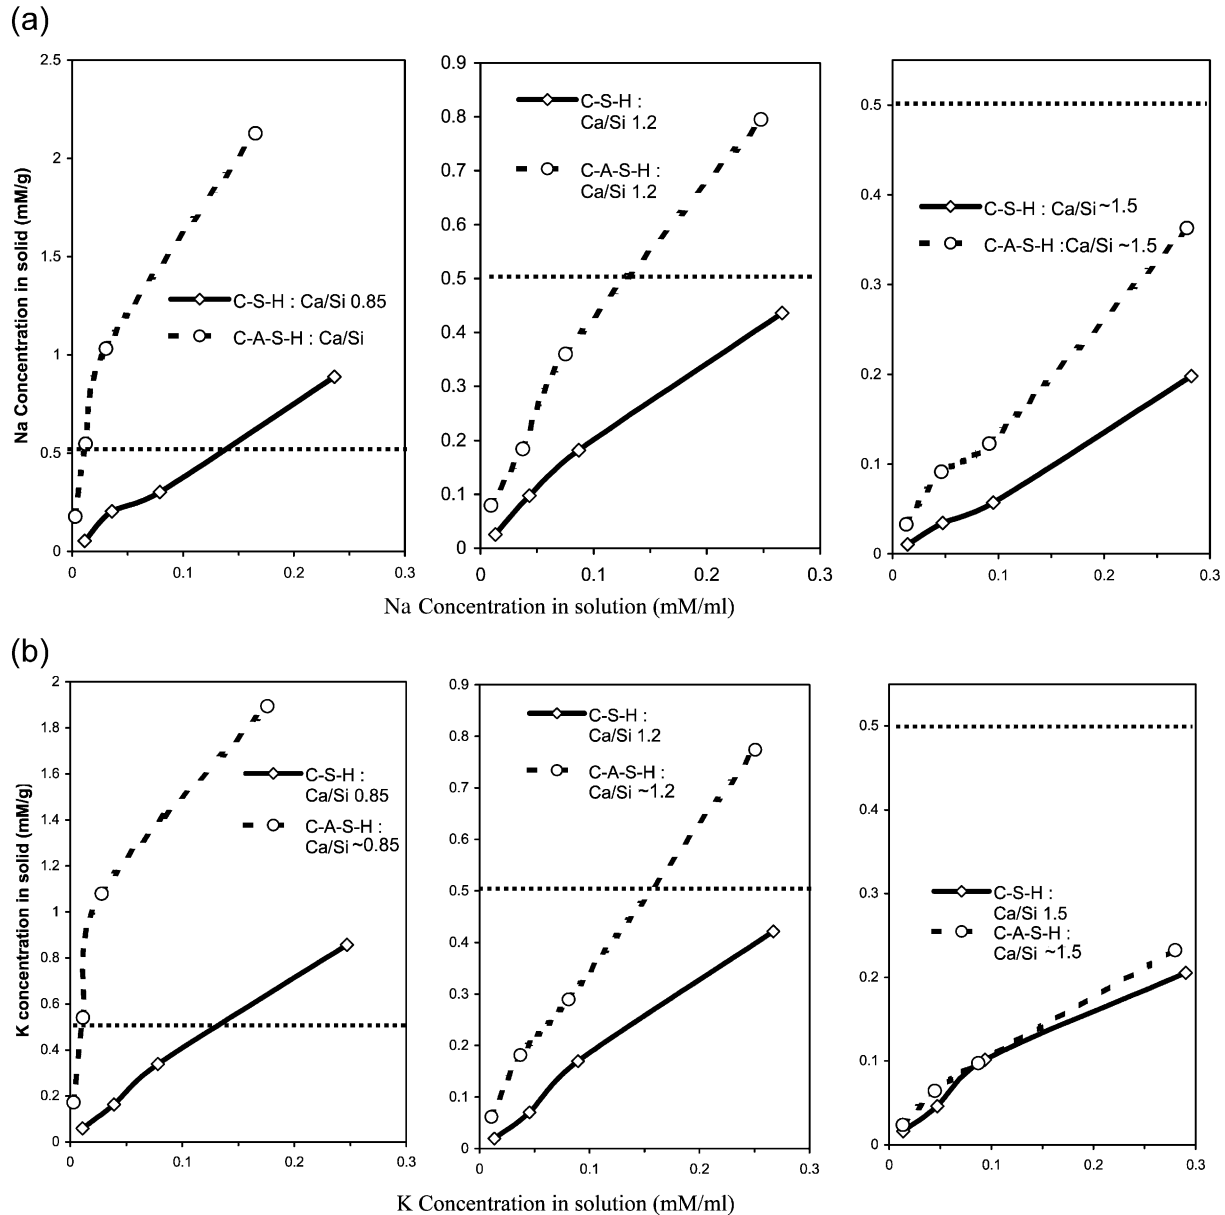 (a)
Na Concentration in solid (mM/g)
2.5
2
1.5
1
0.5
0
0
0.1
0.2
0.3
C-S-H : Ca/Si 0.85
C-A-S-H : Ca/Si
0.9
0.8
0.7
0.6
0.5
0.4
0.3
0.2
0.1
0
0
0.1
0.2
0.3
C-S-H :
Ca/Si 1.2
C-A-S-H :
Ca/Si 1.2
0.5
0.4
0.3
0.2
0.1
0
0
0.1
0.2
0.3
C-S-H : Ca/Si ~1.5
C-A-S-H :Ca/Si ~1.5
Na Concentration in solution (mM/ml)
(b)
K concentration in solid (mM/g)
2
1.8
1.6
1.4
1.2
1
0.8
0.6
0.4
0.2
0
0
0.1
0.2
0.3
C-S-H :
Ca/Si 0.85
C-A-S-H :
Ca/Si ~0.85
0.9
0.8
0.7
0.6
0.5
0.4
0.3
0.2
0.1
0
0
0.1
0.2
0.3
C-S-H :
Ca/Si 1.2
C-A-S-H :
Ca/Si ~1.2
0.5
0.4
0.3
0.2
0.1
0
0
0.1
0.2
0.3
C-S-H :
Ca/Si 1.5
C-A-S-H :
Ca/Si ~1.5
K Concentration in solution (mM/ml)